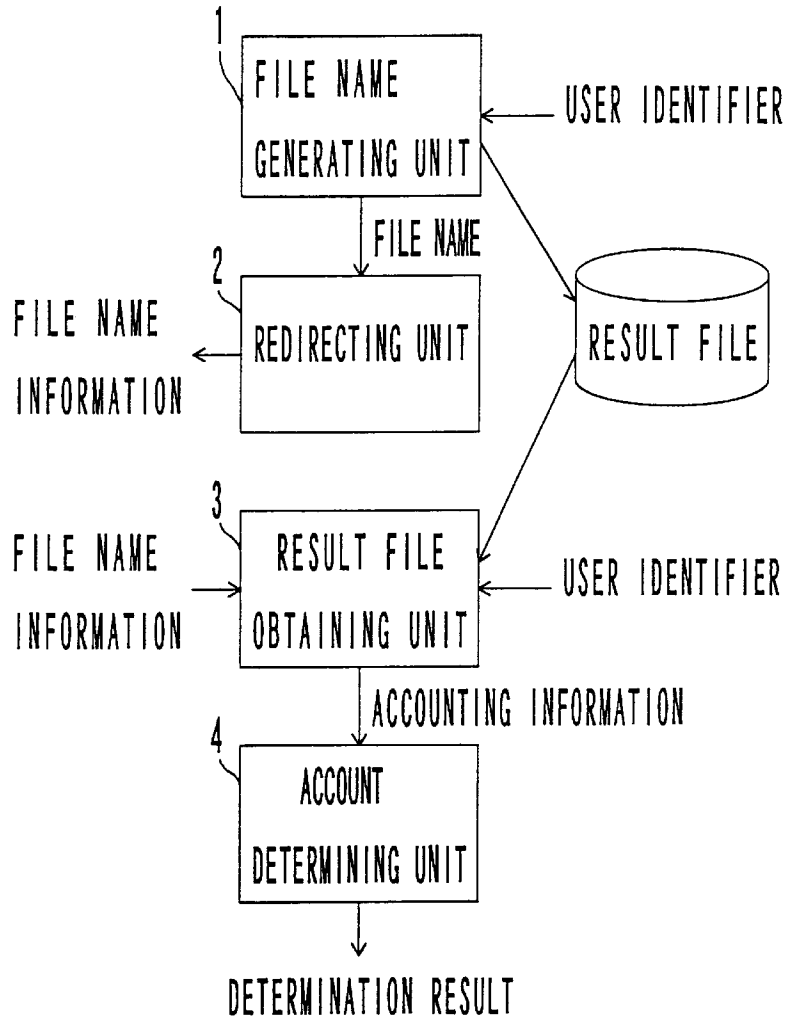 1
FILE NAME
GENERATING UNIT
USER IDENTIFIER
FILE NAME
2
REDIRECTING UNIT
FILE NAME
INFORMATION
RESULT FILE
3
RESULT FILE
OBTAINING UNIT
FILE NAME
INFORMATION
USER IDENTIFIER
ACCOUNTING INFORMATION
4
ACCOUNT
DETERMINING UNIT
DETERMINATION RESULT